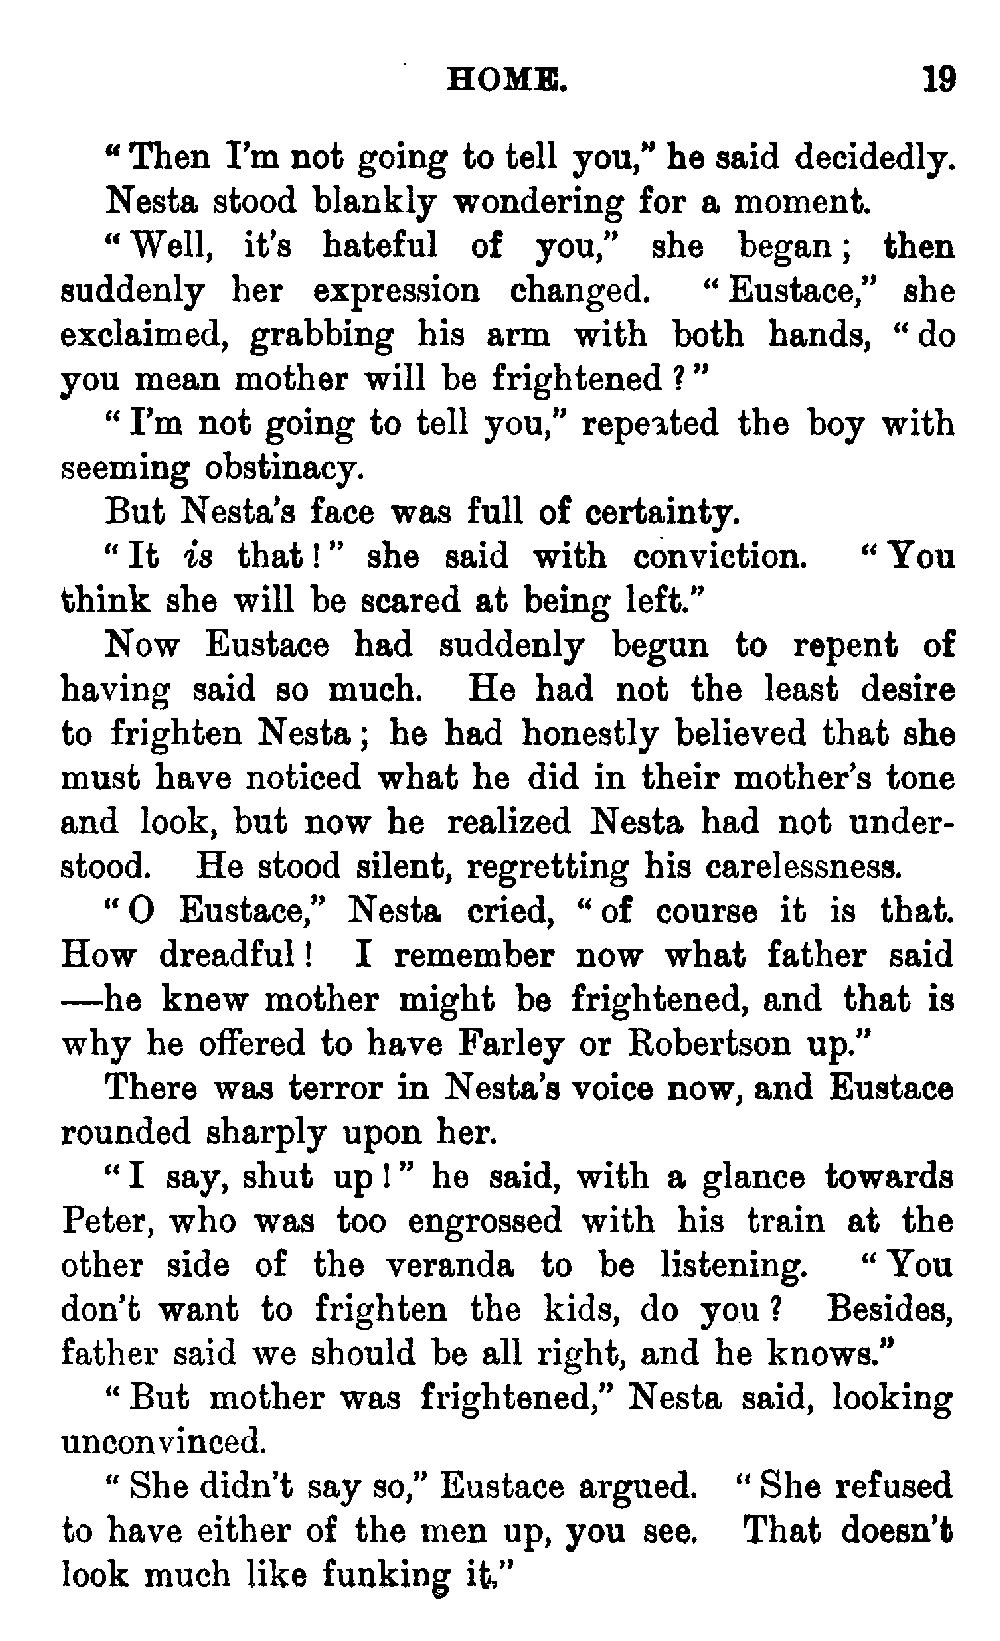 HOME. 19
"Then I'm not going to tell you," he said decidedly.
Nesta stood blankly wondering for a moment.
"Well, it's hateful of you," she began; then
suddenly her expression changed. "Eustace," she
exclaimed, grabbing his arm with both hands, "do
you mean mother will be frightened?"
"I'm not going to tell you," repeated the boy with
seeming obstinacy.
But Nesta's face was full of certainty.
"It is that!" she said with conviction. "You
think she will be scared at being left."
Now Eustace had suddenly begun to repent of
having said so much. He had not the least desire
to frighten Nesta; he had honestly believed that she
must have noticed what he did in their mother's tone
and look, but now he realized Nesta had not under-
stood. He stood silent, regretting his carelessness.
"O Eustace," Nesta cried, "of course it is that.
How dreadful! I remember now what father said
—he knew mother might be frightened, and that is
why he offered to have Farley or Robertson up."
There was terror in Nesta's voice now, and Eustace
rounded sharply upon her.
"I say, shut up!" he said, with a glance towards
Peter, who was too engrossed with his train at the
other side of the veranda to be listening. "You
don't want to frighten the kids, do you? Besides,
father said we should be all right, and he knows."
"But mother was frightened," Nesta said, looking
unconvinced.
"She didn't say so," Eustace argued. "She refused
to have either of the men up, you see. That doesn't
look much like funking it."